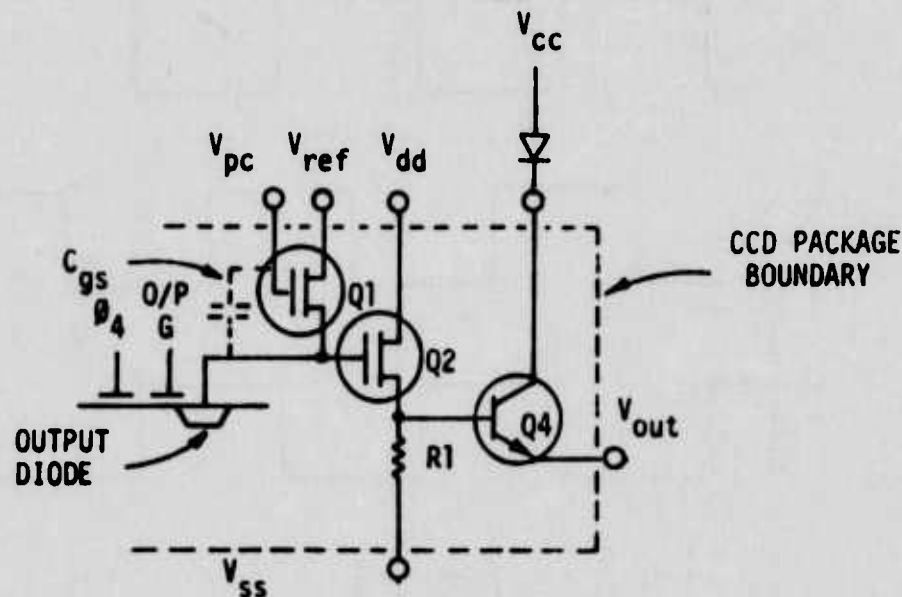 V_cc
V_pc V_ref V_dd
C_gs
Ø_4 O/P
G
Q1
Q2
Q4
R1
V_out
V_ss
OUTPUT
DIODE
CCD PACKAGE
BOUNDARY